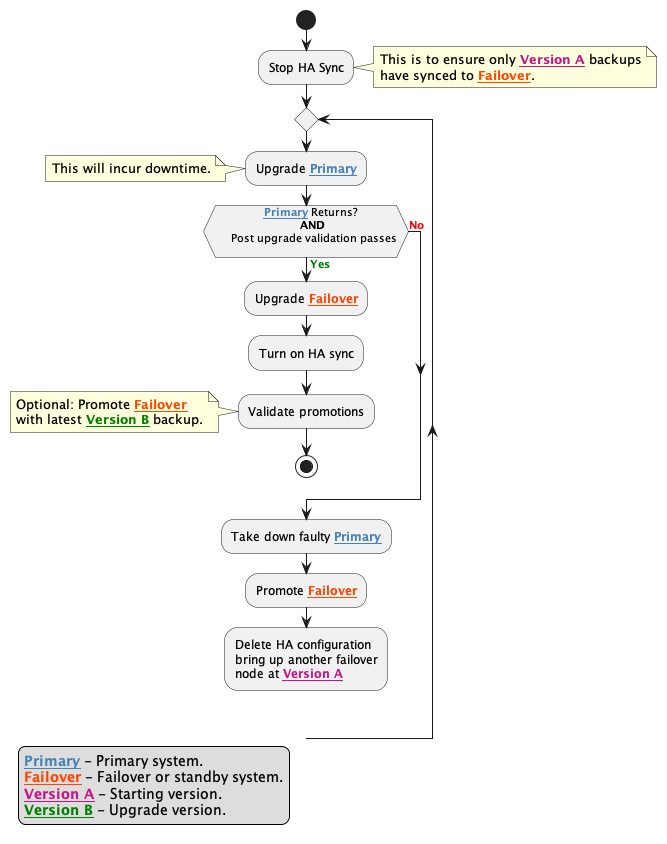 Stop HA Sync
This is to ensure only Version A backups
have synced to Failover.
This will incur downtime.
Upgrade Primary
Primary Returns?
AND
Post upgrade validation passes
No
Yes
Upgrade Failover
Turn on HA sync
Optional: Promote Failover
with latest Version B backup.
Validate promotions
Take down faulty Primary
Promote Failover
Delete HA configuration
bring up another failover
node at Version A
Primary – Primary system.
Failover – Failover or standby system.
Version A – Starting version.
Version B – Upgrade version.